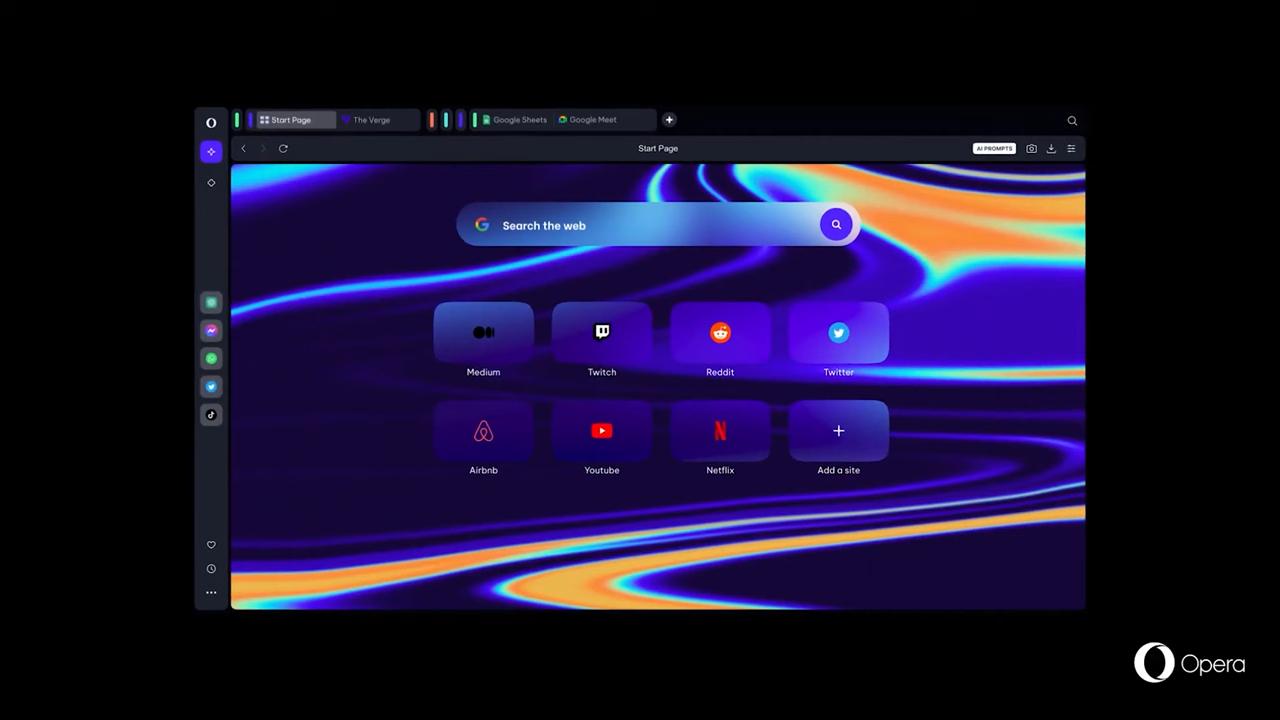 Start Page
The Verge
Google Sheets
Google Meet
Start Page
AI PROMPTS
Search the web
Medium
Twitch
Reddit
Twitter
Airbnb
Youtube
Netflix
Add a site
Opera